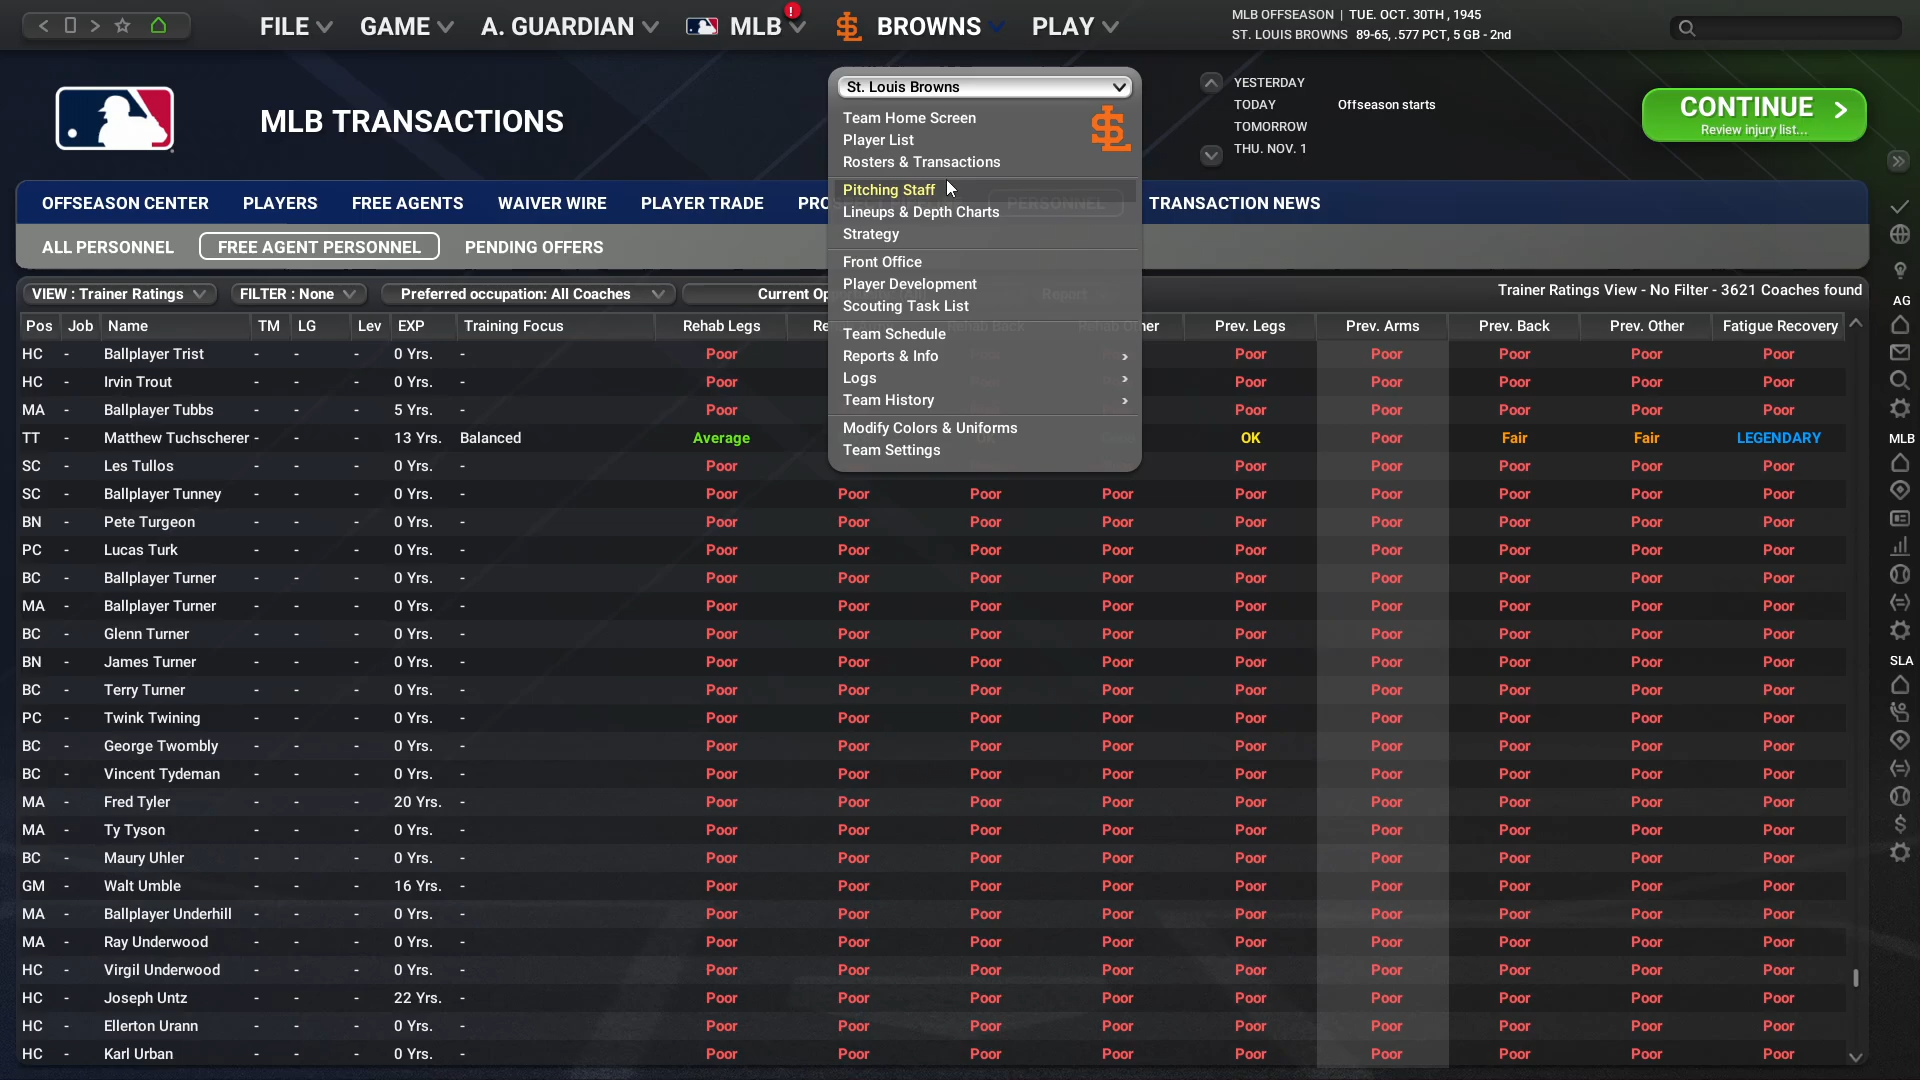 FILE GAME A. GUARDIAN MLB ! BROWNS PLAY
MLB OFFSEASON | TUE. OCT. 30TH , 1945
ST. LOUIS BROWNS 89-65, .577 PCT, 5 GB - 2nd
MLB TRANSACTIONS
St. Louis Browns
Team Home Screen
Player List
Rosters & Transactions
Pitching Staff
Lineups & Depth Charts
Strategy
Front Office
Player Development
Scouting Task List
Team Schedule
Reports & Info
Logs
Team History
Modify Colors & Uniforms
Team Settings
YESTERDAY
TODAY Offseason starts
TOMORROW
THU. NOV. 1
CONTINUE
Review injury list...
OFFSEASON CENTER PLAYERS FREE AGENTS WAIVER WIRE PLAYER TRADE PERSONNEL TRANSACTION NEWS
ALL PERSONNEL FREE AGENT PERSONNEL PENDING OFFERS
VIEW : Trainer Ratings FILTER : None Preferred occupation: All Coaches Report
Trainer Ratings View - No Filter - 3621 Coaches found
Pos Job Name TM LG Lev EXP Training Focus Rehab Legs Rehab Back Rehab Other Prev. Legs Prev. Arms Prev. Back Prev. Other Fatigue Recovery
HC - Ballplayer Trist - - - 0 Yrs. - Poor Poor Poor Poor Poor Poor
HC - Irvin Trout - - - 0 Yrs. - Poor Poor Poor Poor Poor Poor
MA - Ballplayer Tubbs - - - 5 Yrs. - Poor Poor Poor Poor Poor Poor
TT - Matthew Tuchscherer - - - 13 Yrs. Balanced Average OK Poor Fair Fair LEGENDARY
SC - Les Tullos - - - 0 Yrs. - Poor Poor Poor Poor Poor Poor
SC - Ballplayer Tunney - - - 0 Yrs. - Poor Poor Poor Poor Poor Poor Poor Poor Poor
BN - Pete Turgeon - - - 0 Yrs. - Poor Poor Poor Poor Poor Poor Poor Poor Poor
PC - Lucas Turk - - - 0 Yrs. - Poor Poor Poor Poor Poor Poor Poor Poor Poor
BC - Ballplayer Turner - - - 0 Yrs. - Poor Poor Poor Poor Poor Poor Poor Poor Poor
MA - Ballplayer Turner - - - 0 Yrs. - Poor Poor Poor Poor Poor Poor Poor Poor Poor
BC - Glenn Turner - - - 0 Yrs. - Poor Poor Poor Poor Poor Poor Poor Poor Poor
BN - James Turner - - - 0 Yrs. - Poor Poor Poor Poor Poor Poor Poor Poor Poor
BC - Terry Turner - - - 0 Yrs. - Poor Poor Poor Poor Poor Poor Poor Poor Poor
PC - Twink Twining - - - 0 Yrs. - Poor Poor Poor Poor Poor Poor Poor Poor Poor
BC - George Twombly - - - 0 Yrs. - Poor Poor Poor Poor Poor Poor Poor Poor Poor
BC - Vincent Tydeman - - - 0 Yrs. - Poor Poor Poor Poor Poor Poor Poor Poor Poor
MA - Fred Tyler - - - 20 Yrs. - Poor Poor Poor Poor Poor Poor Poor Poor Poor
MA - Ty Tyson - - - 0 Yrs. - Poor Poor Poor Poor Poor Poor Poor Poor Poor
BC - Maury Uhler - - - 0 Yrs. - Poor Poor Poor Poor Poor Poor Poor Poor Poor
GM - Walt Umble - - - 16 Yrs. - Poor Poor Poor Poor Poor Poor Poor Poor Poor
MA - Ballplayer Underhill - - - 0 Yrs. - Poor Poor Poor Poor Poor Poor Poor Poor Poor
MA - Ray Underwood - - - 0 Yrs. - Poor Poor Poor Poor Poor Poor Poor Poor Poor
HC - Virgil Underwood - - - 0 Yrs. - Poor Poor Poor Poor Poor Poor Poor Poor Poor
HC - Joseph Untz - - - 22 Yrs. - Poor Poor Poor Poor Poor Poor Poor Poor Poor
HC - Ellerton Urann - - - 0 Yrs. - Poor Poor Poor Poor Poor Poor Poor Poor Poor
HC - Karl Urban - - - 0 Yrs. - Poor Poor Poor Poor Poor Poor Poor Poor Poor
AG
MLB
SLA